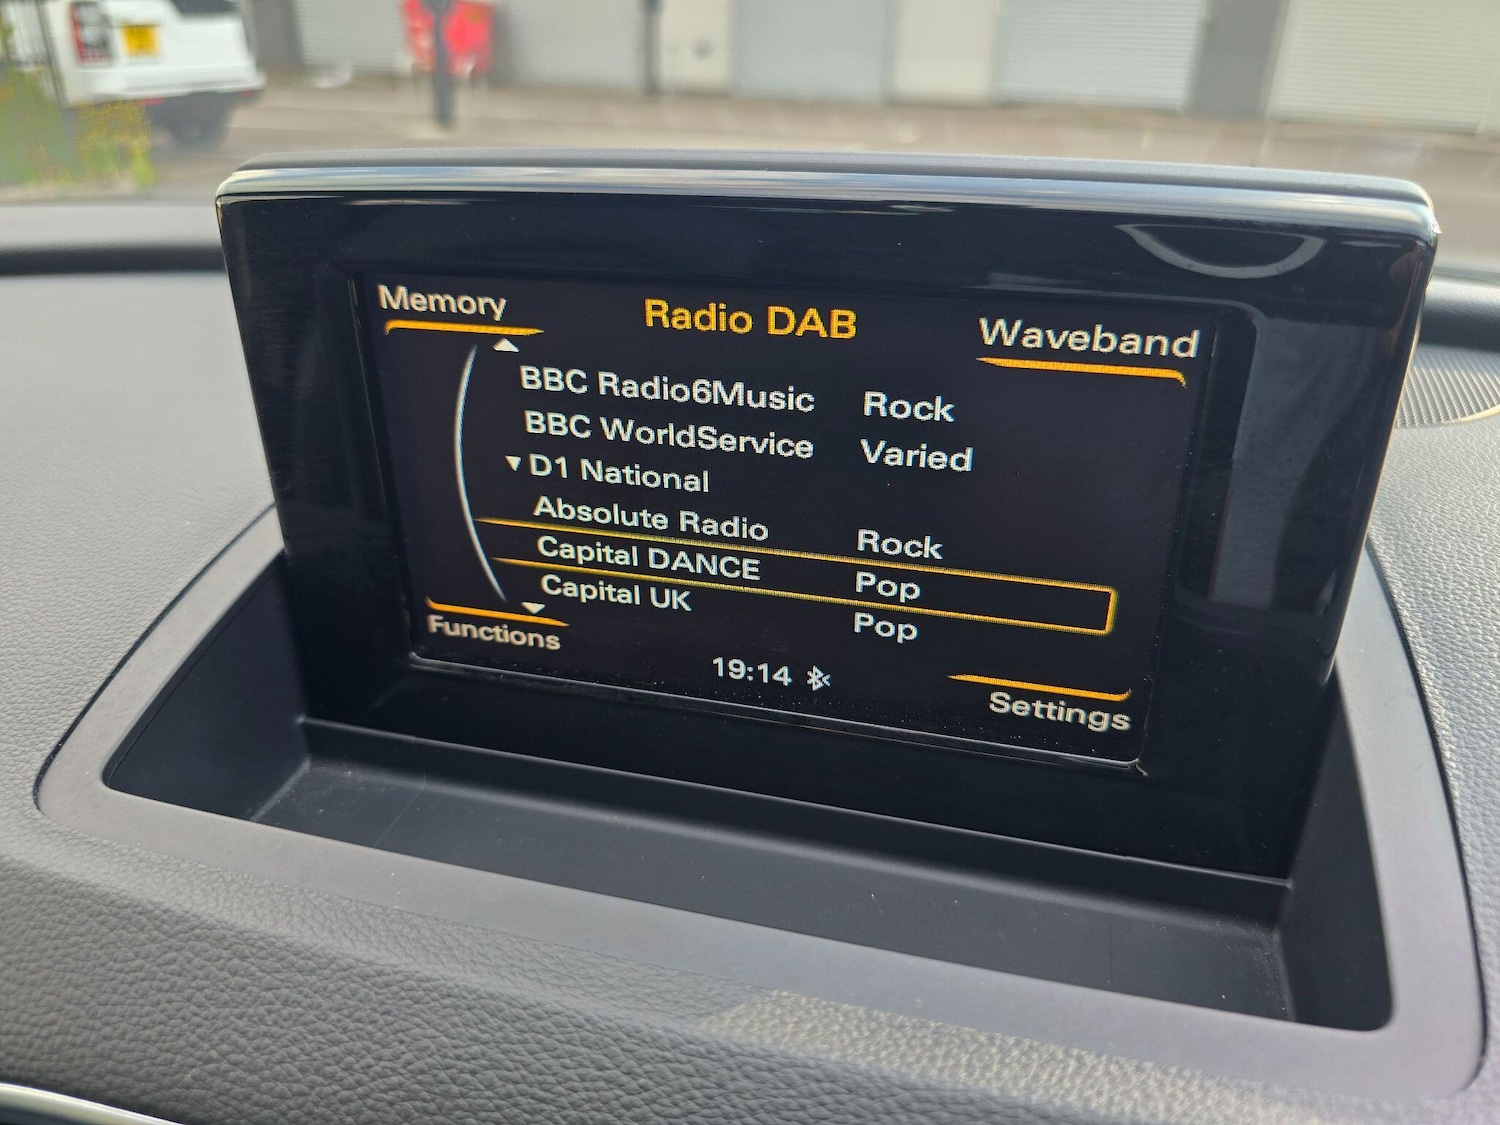 Memory
Radio DAB
Waveband
BBC Radio6Music Rock
BBC WorldService Varied
D1 National
Absolute Radio Rock
Capital DANCE Pop
Capital UK Pop
Functions
19:14
Settings